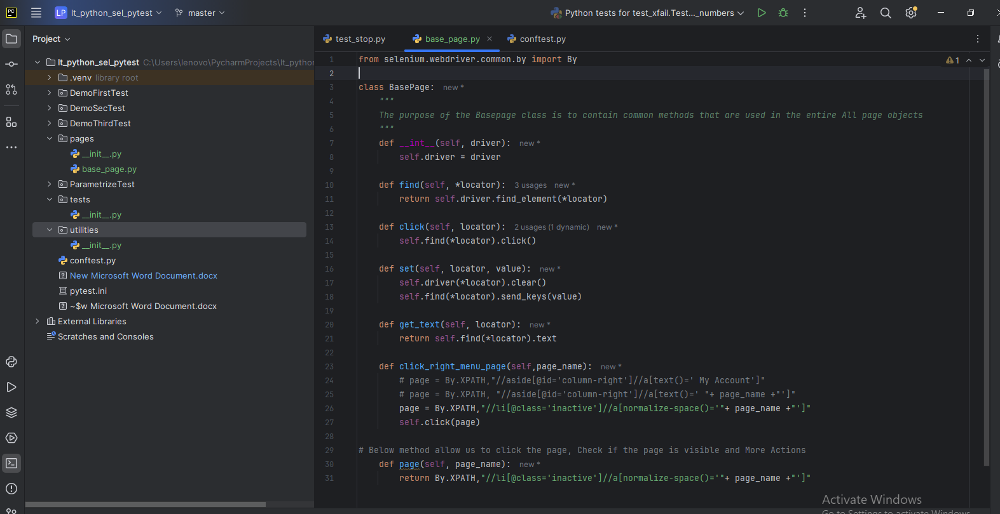 PC
LP lt_python_sel_pytest
master
Python tests for test_xfail.Test..._numbers
Project
lt_python_sel_pytest C:\Users\lenovo\PycharmProjects\lt_python
.venv library root
DemoFirstTest
DemoSecTest
DemoThirdTest
pages
__init__.py
base_page.py
ParametrizeTest
tests
__init__.py
utilities
__init__.py
conftest.py
New Microsoft Word Document.docx
pytest.ini
~$w Microsoft Word Document.docx
External Libraries
Scratches and Consoles
test_stop.py
base_page.py
conftest.py
1
1 from selenium.webdriver.common.by import By
2
3 class BasePage: new *
4 """
5 The purpose of the Basepage class is to contain common methods that are used in the entire All page objects
6 """
7 def __int__(self, driver): new *
8 self.driver = driver
9
10 def find(self, *locator): 3 usages new *
11 return self.driver.find_element(*locator)
12
13 def click(self, locator): 2 usages (1 dynamic) new *
14 self.find(*locator).click()
15
16 def set(self, locator, value): new *
17 self.driver(*locator).clear()
18 self.find(*locator).send_keys(value)
19
20 def get_text(self, locator): new *
21 return self.find(*locator).text
22
23 def click_right_menu_page(self,page_name): new *
24 # page = By.XPATH,"//aside[@id='column-right']//a[text()=' My Account']"
25 # page = By.XPATH, "//aside[@id='column-right']//a[text()=' "+ page_name +"']"
26 page = By.XPATH,"//li[@class='inactive']//a[normalize-space()='"+ page_name +"']"
27 self.click(page)
28
29 # Below method allow us to click the page, Check if the page is visible and More Actions
30 def page(self, page_name): new *
31 return By.XPATH,"//li[@class='inactive']//a[normalize-space()='"+ page_name +"']"
Activate Windows
Go to Settings to activate Windows.